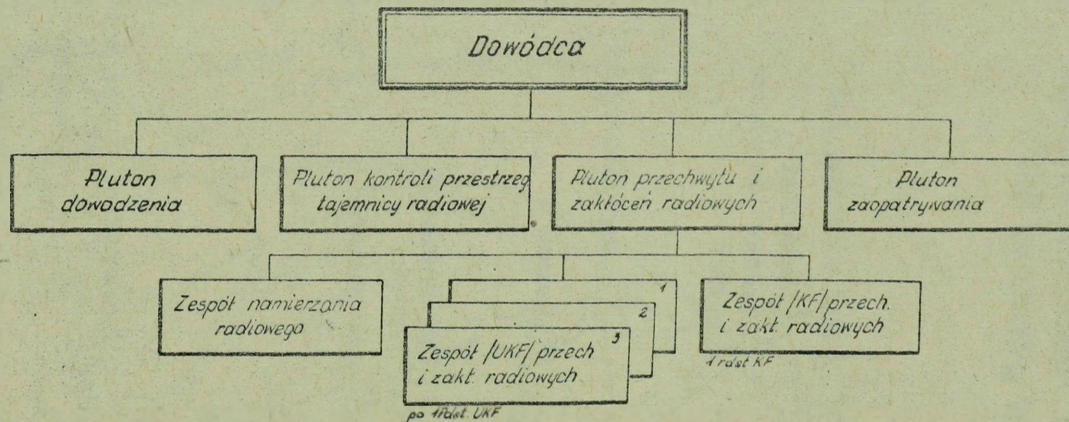 Dowódca
Pluton
dowodzenia
Pluton kontroli przestrzeg
tajemnicy radiowej
Pluton przechwytu i
zakłóceń radiowych
Pluton
zaopatrywania
Zespół namierzania
radiowego
1
2
3
Zespół /UKF/ przech
i zakł. radiowych
po 1 rdst. UKF
Zespół /KF/ przech.
i zakł. radiowych
1 rdst KF